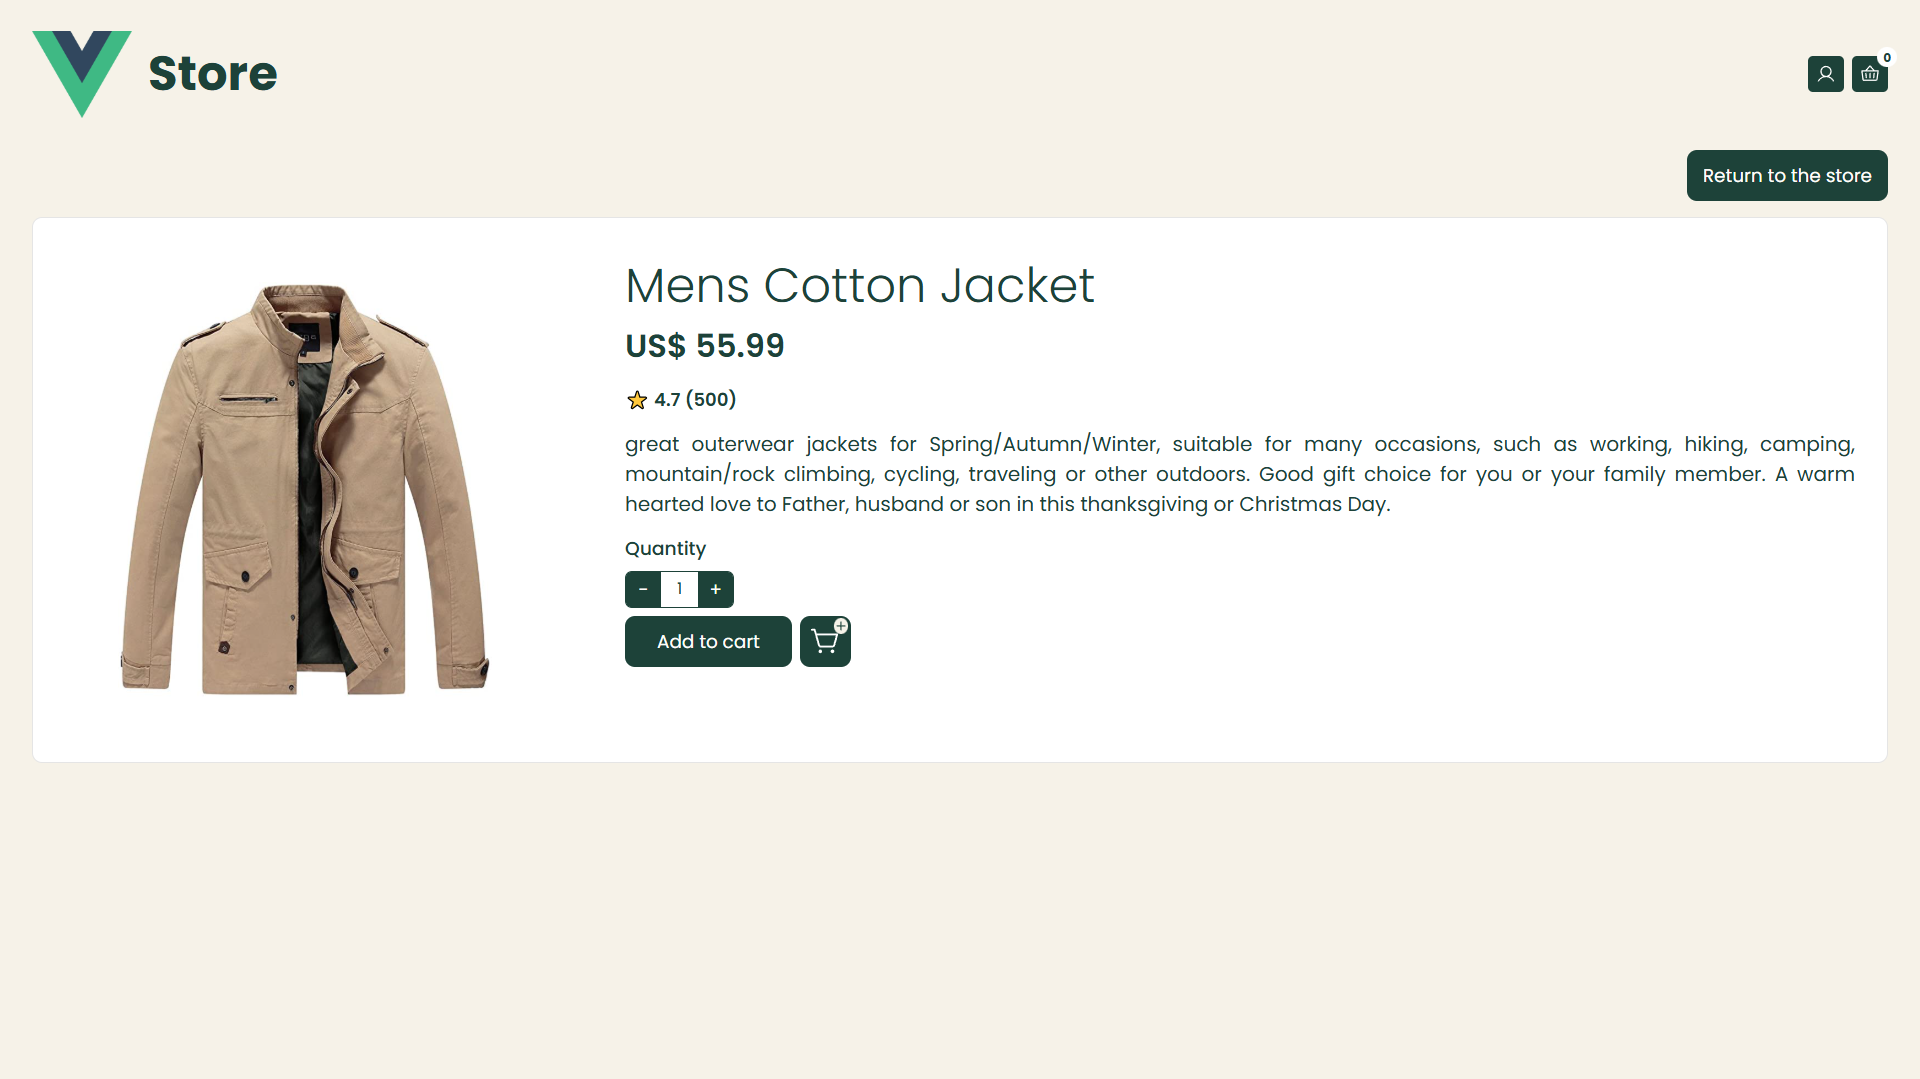 Store
0
Return to the store
Mens Cotton Jacket
US$ 55.99
4.7 (500)
great outerwear jackets for Spring/Autumn/Winter, suitable for many occasions, such as working, hiking, camping,
mountain/rock climbing, cycling, traveling or other outdoors. Good gift choice for you or your family member. A warm
hearted love to Father, husband or son in this thanksgiving or Christmas Day.
Quantity
- 1 +
Add to cart